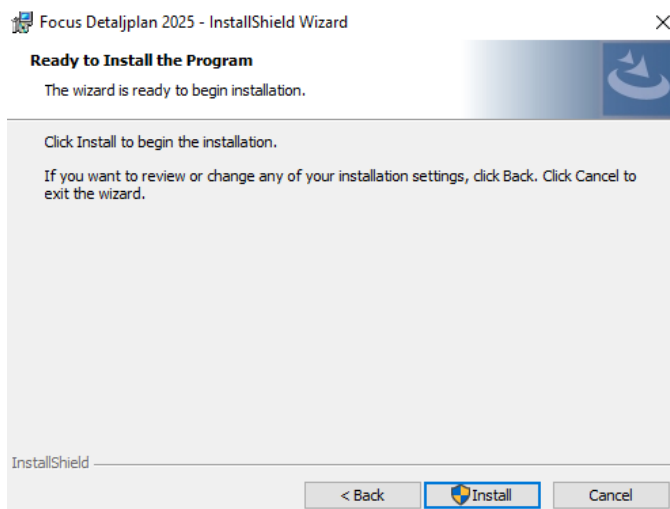 Focus Detaljplan 2025 - InstallShield Wizard
Ready to Install the Program
The wizard is ready to begin installation.
Click Install to begin the installation.
If you want to review or change any of your installation settings, click Back. Click Cancel to
exit the wizard.
InstallShield
< Back
Install
Cancel